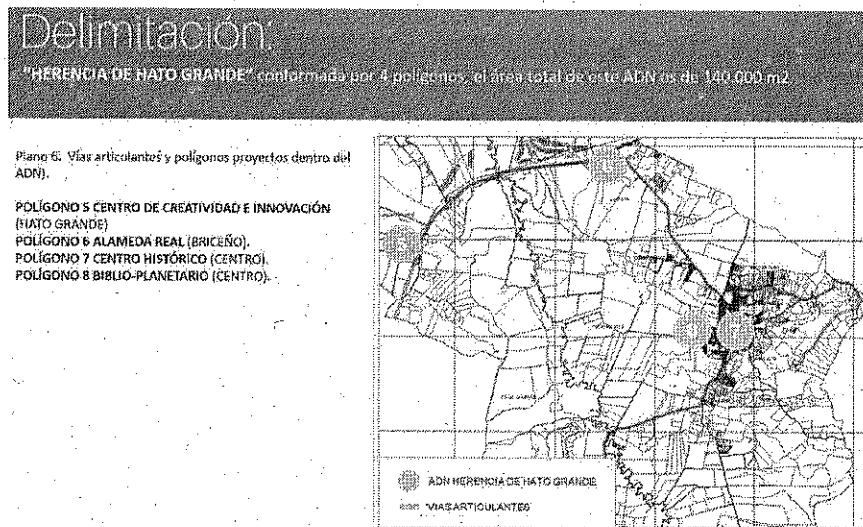 Delimitación:
"HERENCIA DE HATO GRANDE" conformada por 4 polígonos, el área total de este ADN es de 140.000 m2.
Plano 6. Vías articulantes y polígonos proyectos dentro del
ADN).
POLÍGONO 5 CENTRO DE CREATIVIDAD E INNOVACIÓN
(HATO GRANDE)
POLÍGONO 6 ALAMEDA REAL (BRICEÑO).
POLÍGONO 7 CENTRO HISTÓRICO (CENTRO).
POLÍGONO 8 BIBLIO-PLANETARIO (CENTRO).
ADN HERENCIA DE HATO GRANDE
VIAS ARTICULANTES